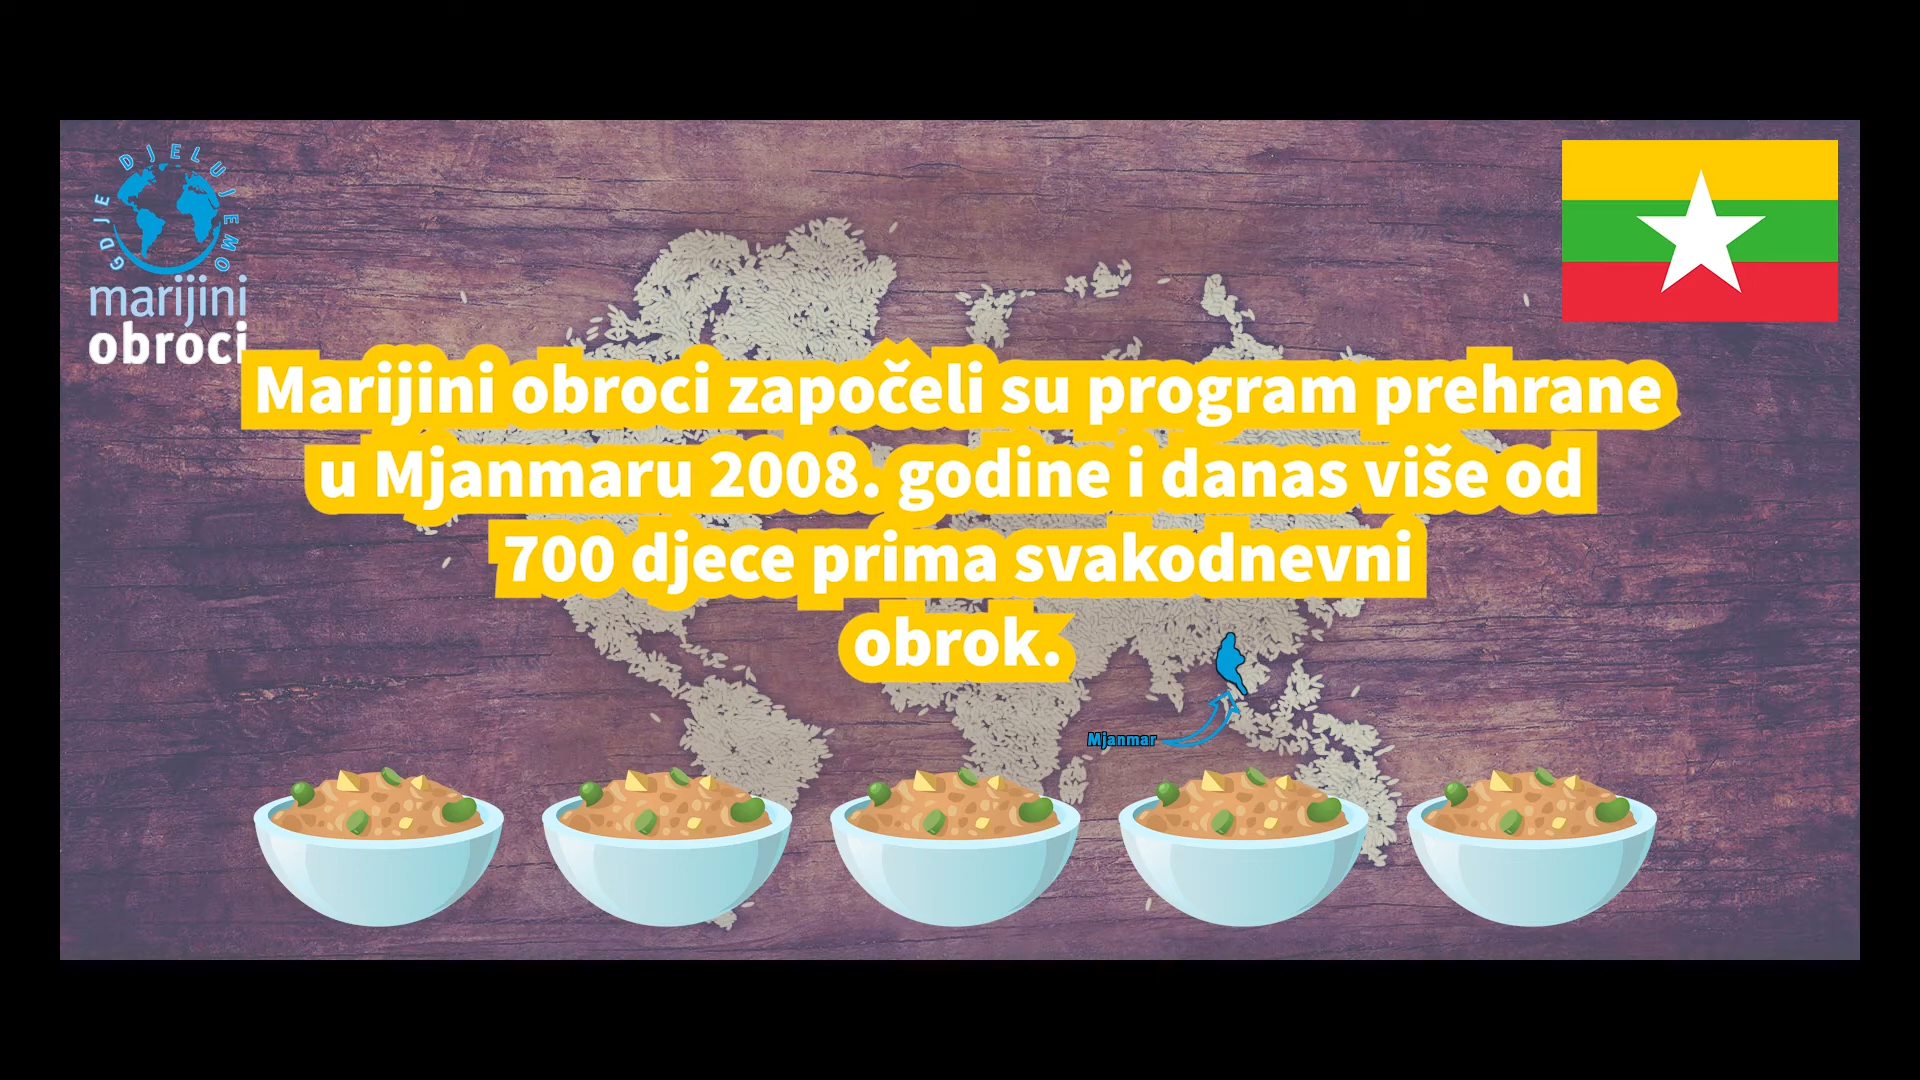 GDJE DJELUJEMO
marijini
obroci
Marijini obroci započeli su program prehrane
u Mjanmaru 2008. godine i danas više od
700 djece prima svakodnevni
obrok.
Mjanmar